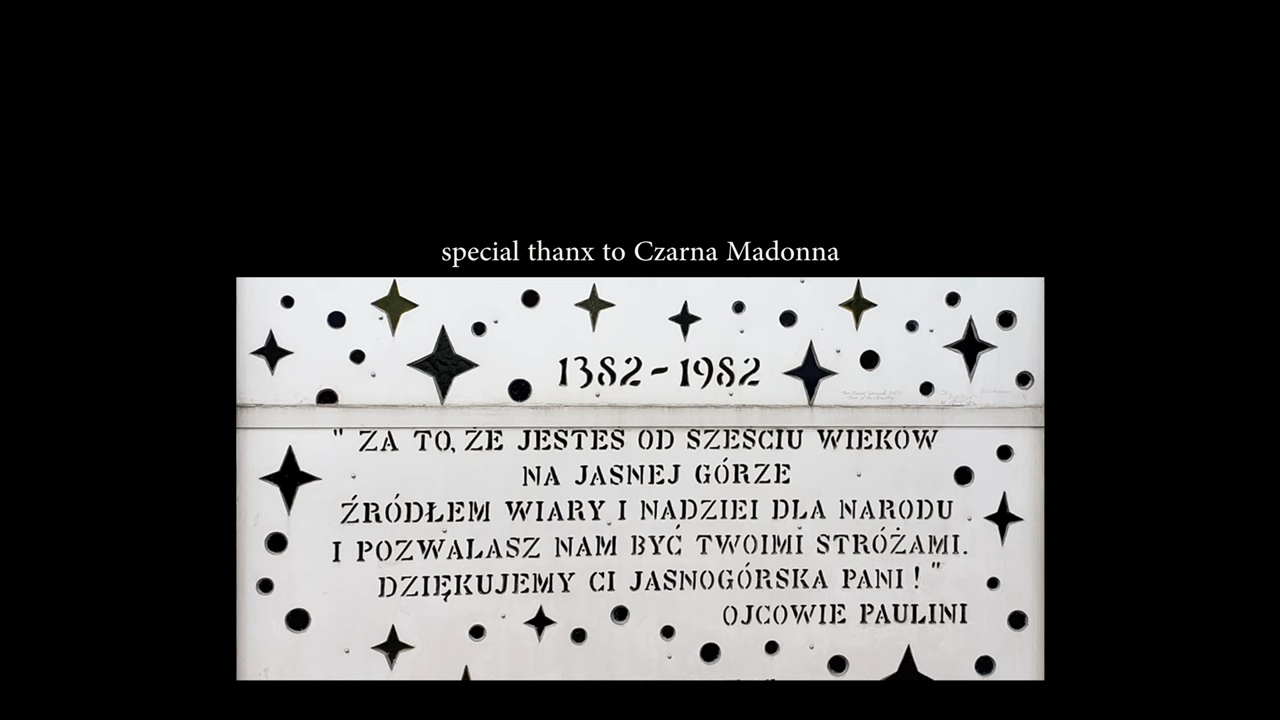 special thanx to Czarna Madonna
1382-1982
" ZA TO, ŻE JESTEŚ OD SZEŚCIU WIEKÓW
NA JASNEJ GÓRZE
ŹRÓDŁEM WIARY I NADZIEI DLA NARODU
I POZWALASZ NAM BYĆ TWOIMI STRÓŻAMI.
DZIĘKUJEMY CI JASNOGÓRSKA PANI ! "
OJCOWIE PAULINI